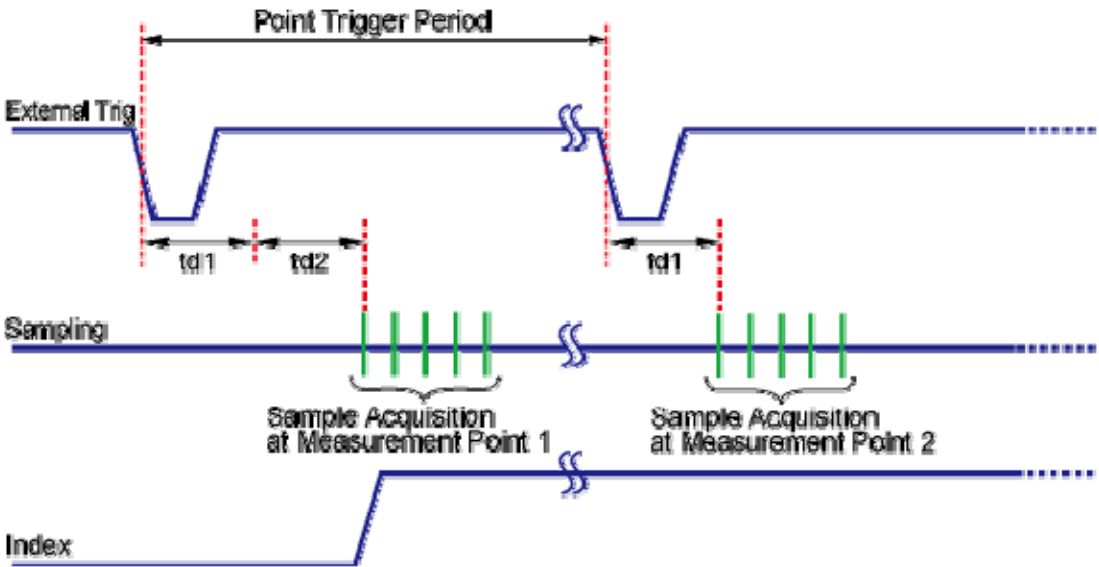 Point Trigger Period
External Trig
td1
td2
td1
Sampling
Sample Acquisition
at Measurement Point 1
Sample Acquisition
at Measurement Point 2
Index